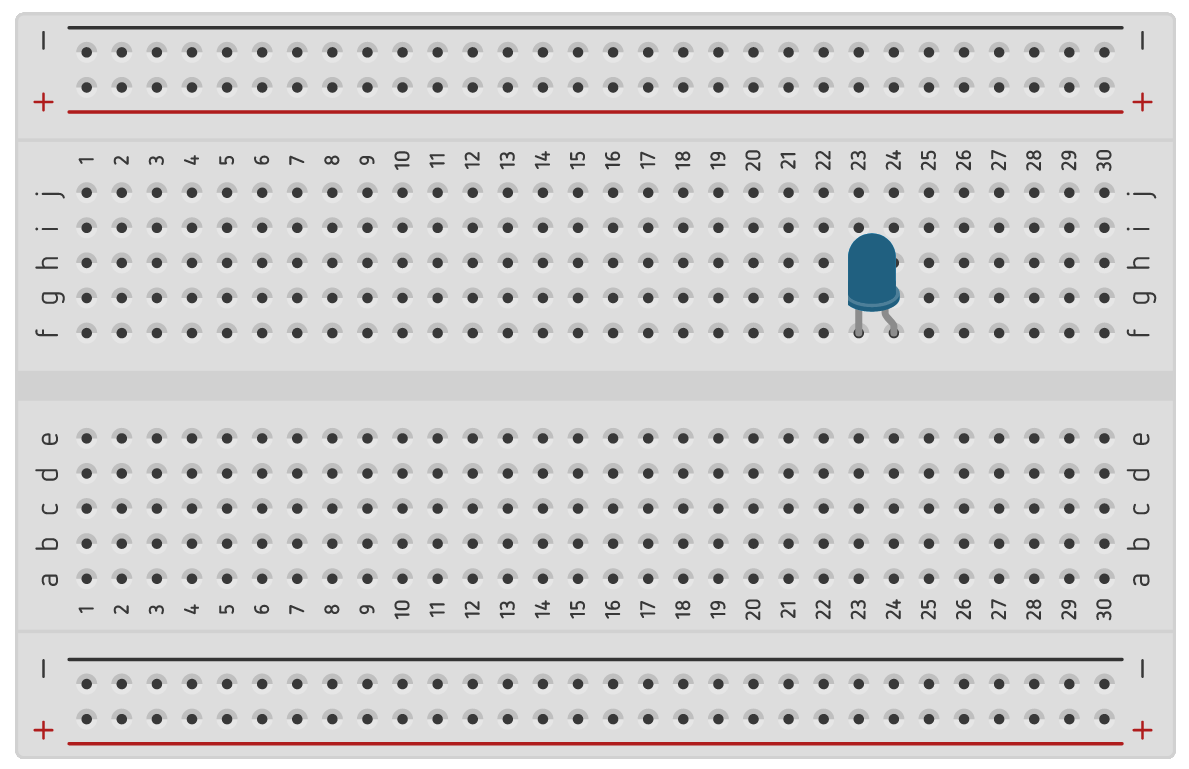 − −
+ +
1 2 3 4 5 6 7 8 9 10 11 12 13 14 15 16 17 18 19 20 21 22 23 24 25 26 27 28 29 30
j j
i i
h h
g g
f f
e e
d d
c c
b b
a a
1 2 3 4 5 6 7 8 9 10 11 12 13 14 15 16 17 18 19 20 21 22 23 24 25 26 27 28 29 30
− −
+ +